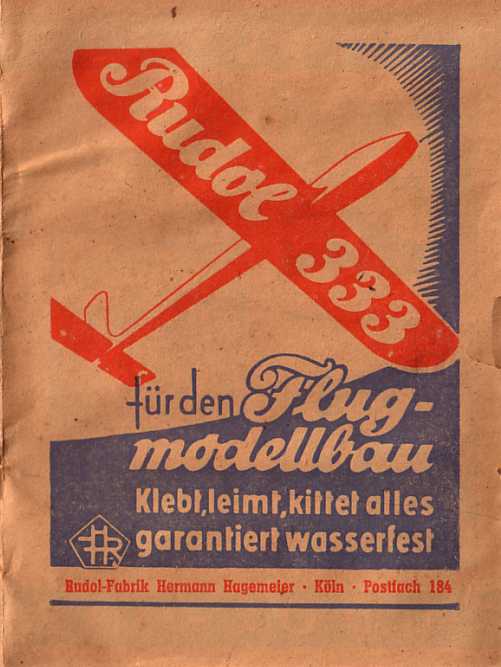 Rudol 333
für den Flug-
modellbau
Klebt, leimt, kittet alles
garantiert wasserfest
HR
Rudol-Fabrik Hermann Hagemeier · Köln · Postfach 184